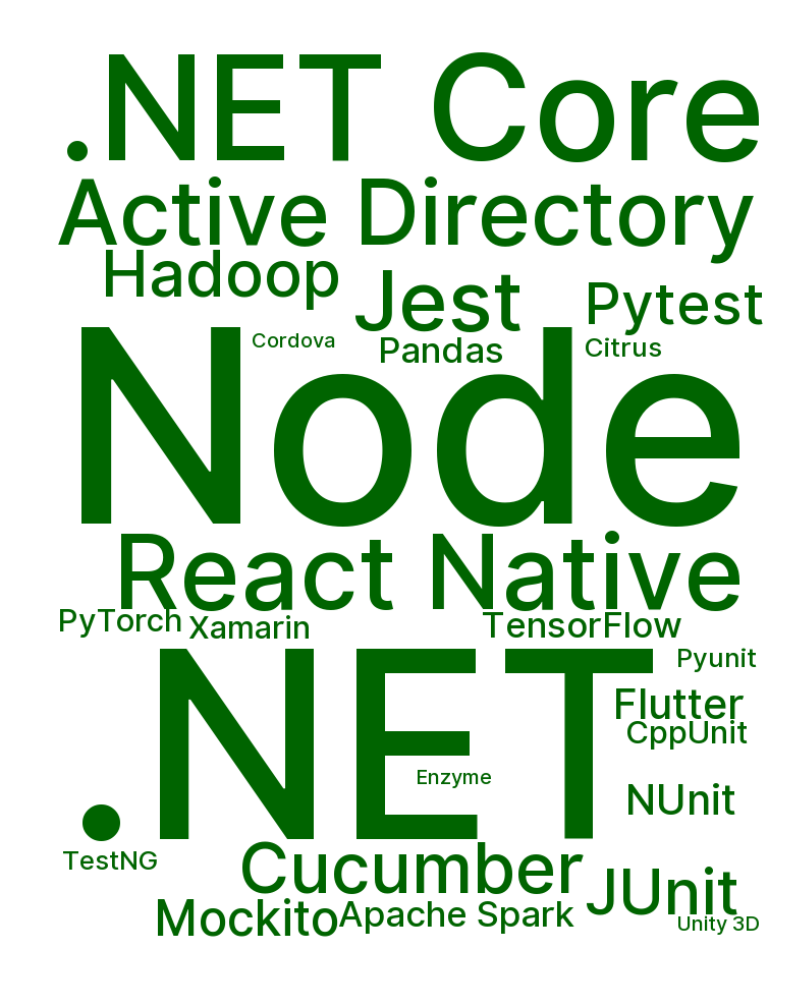 .NET Core
Active Directory
Hadoop
Jest
Pytest
Cordova
Pandas
Citrus
Node
React Native
PyTorch
Xamarin
TensorFlow
.NET
Pyunit
Flutter
CppUnit
Enzyme
NUnit
TestNG
Cucumber
JUnit
Mockito
Apache Spark
Unity 3D